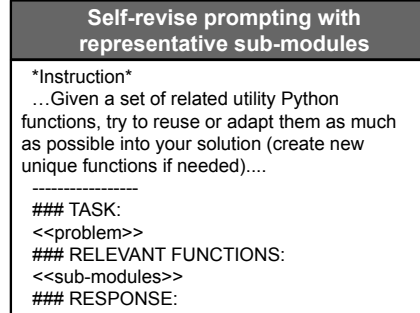 Self-revise prompting with
representative sub-modules
*Instruction*
…Given a set of related utility Python
functions, try to reuse or adapt them as much
as possible into your solution (create new
unique functions if needed)....
-----------------
### TASK:
<<problem>>
### RELEVANT FUNCTIONS:
<<sub-modules>>
### RESPONSE: